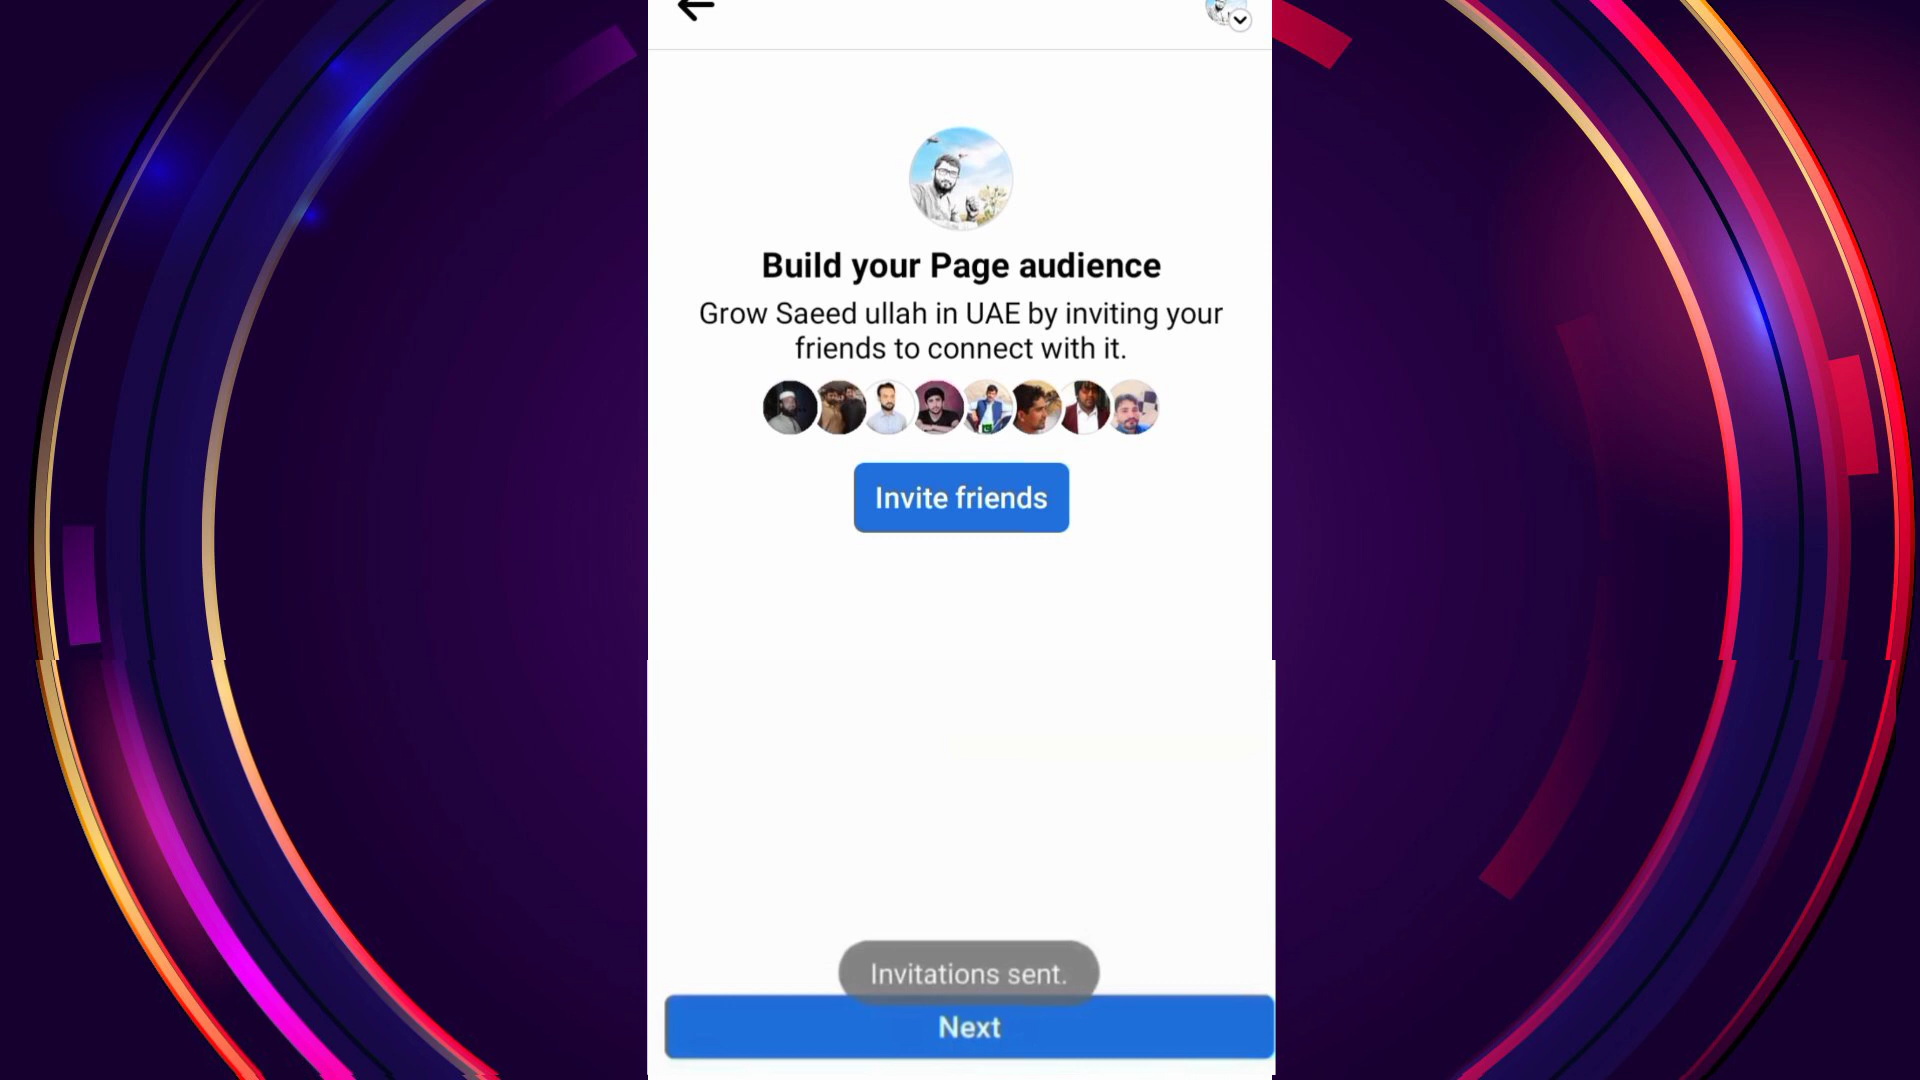 Build your Page audience
Grow Saeed ullah in UAE by inviting your
friends to connect with it.
Invite friends
Invitations sent.
Next